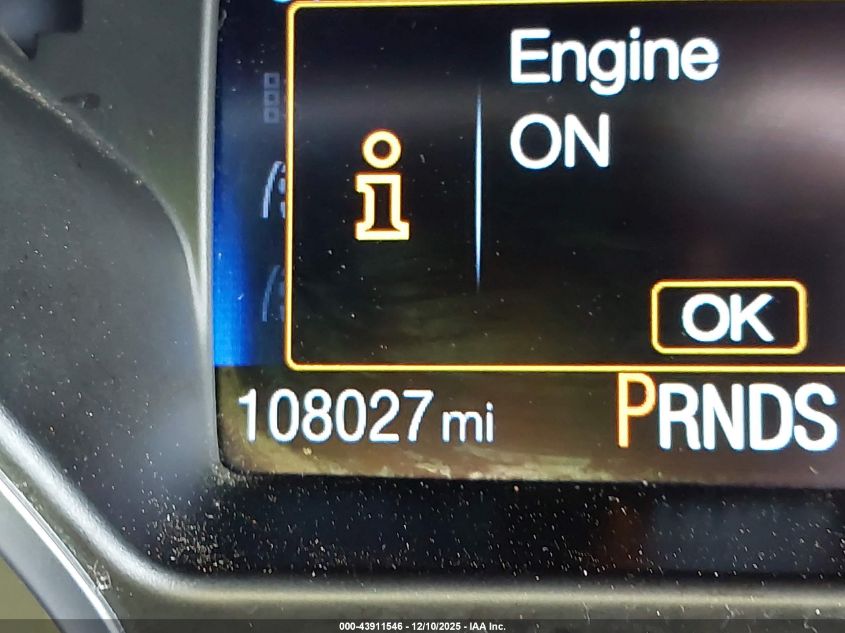 Engine
ON
OK
108027 mi PRNDS
000-43911546 - 12/10/2025 - IAA Inc.